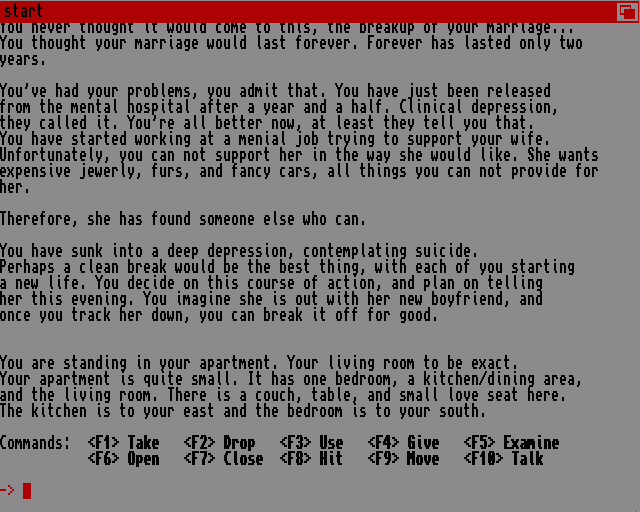 start
You never thought it would come to this, the breakup of your marriage...
You thought your marriage would last forever. Forever has lasted only two
years.
You've had your problems, you admit that. You have just been released
from the mental hospital after a year and a half. Clinical depression,
they called it. You're all better now, at least they tell you that.
You have started working at a menial job trying to support your wife.
Unfortunately, you can not support her in the way she would like. She wants
expensive jewerly, furs, and fancy cars, all things you can not provide for
her.
Therefore, she has found someone else who can.
You have sunk into a deep depression, contemplating suicide.
Perhaps a clean break would be the best thing, with each of you starting
a new life. You decide on this course of action, and plan on telling
her this evening. You imagine she is out with her new boyfriend, and
once you track her down, you can break it off for good.
You are standing in your apartment. Your living room to be exact.
Your apartment is quite small. It has one bedroom, a kitchen/dining area,
and the living room. There is a couch, table, and small love seat here.
The kitchen is to your east and the bedroom is to your south.
Commands: <F1> Take <F2> Drop <F3> Use <F4> Give <F5> Examine
<F6> Open <F7> Close <F8> Hit <F9> Move <F10> Talk
->